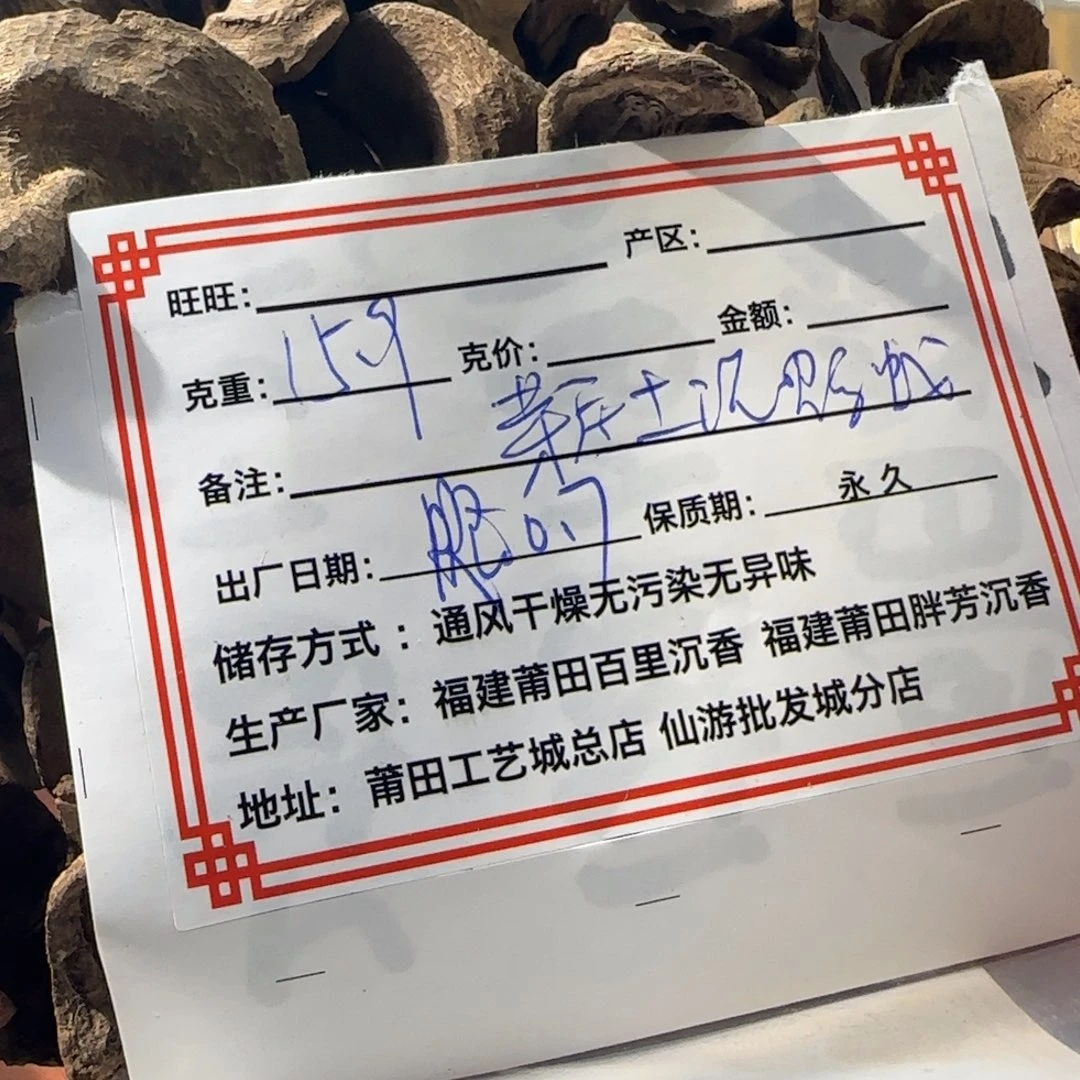 旺旺： 产区：
克重：15g 克价： 金额：
备注： 土沉
出厂日期： 保质期：永久
储存方式：通风干燥无污染无异味
生产厂家：福建莆田百里沉香 福建莆田胖芳沉香
地址：莆田工艺城总店 仙游批发城分店